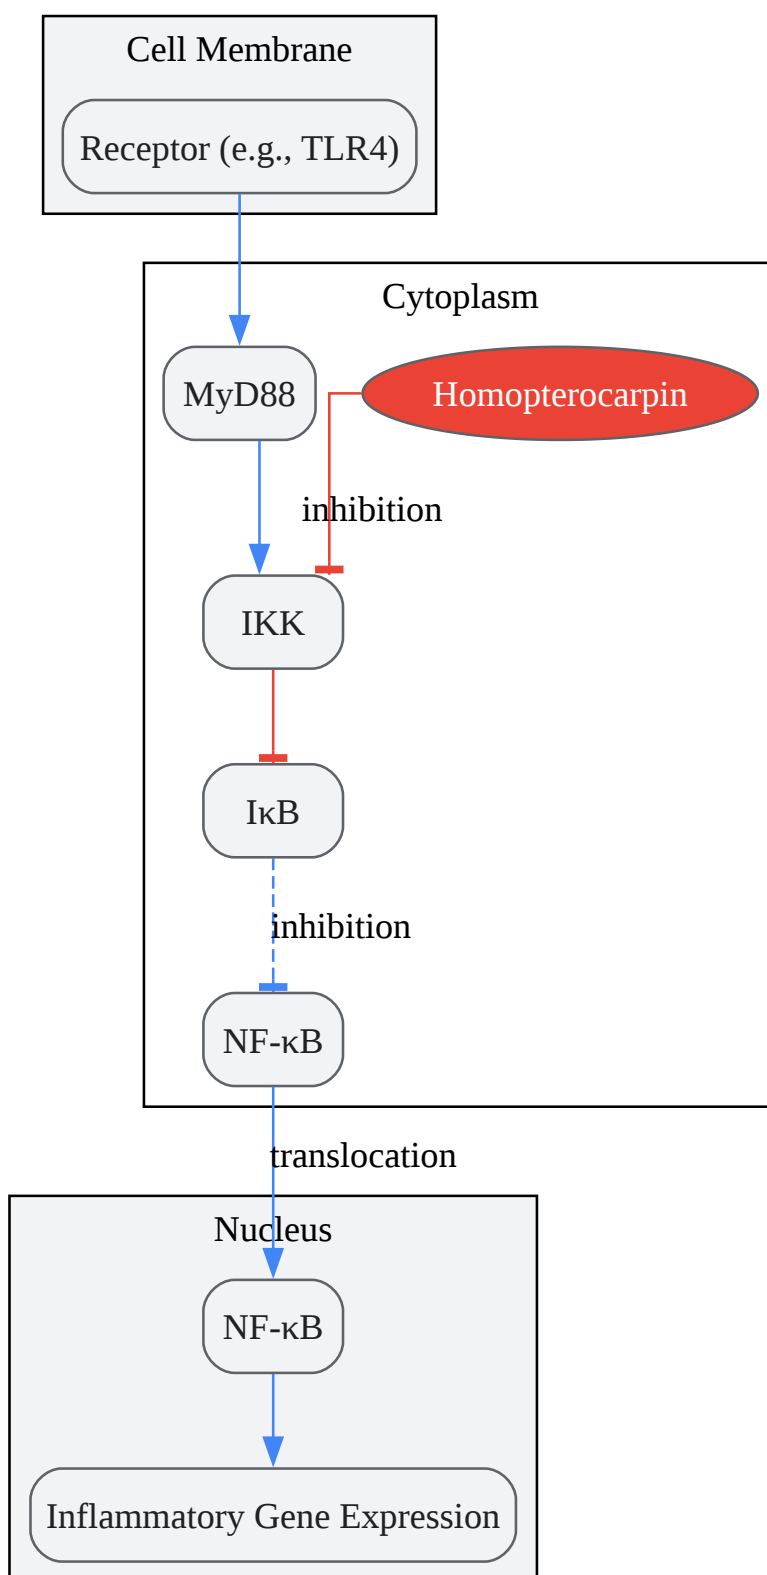 Cell Membrane
Receptor (e.g., TLR4)
Cytoplasm
MyD88
Homopterocarpin
inhibition
IKK
IκB
inhibition
NF-κB
translocation
Nucleus
NF-κB
Inflammatory Gene Expression